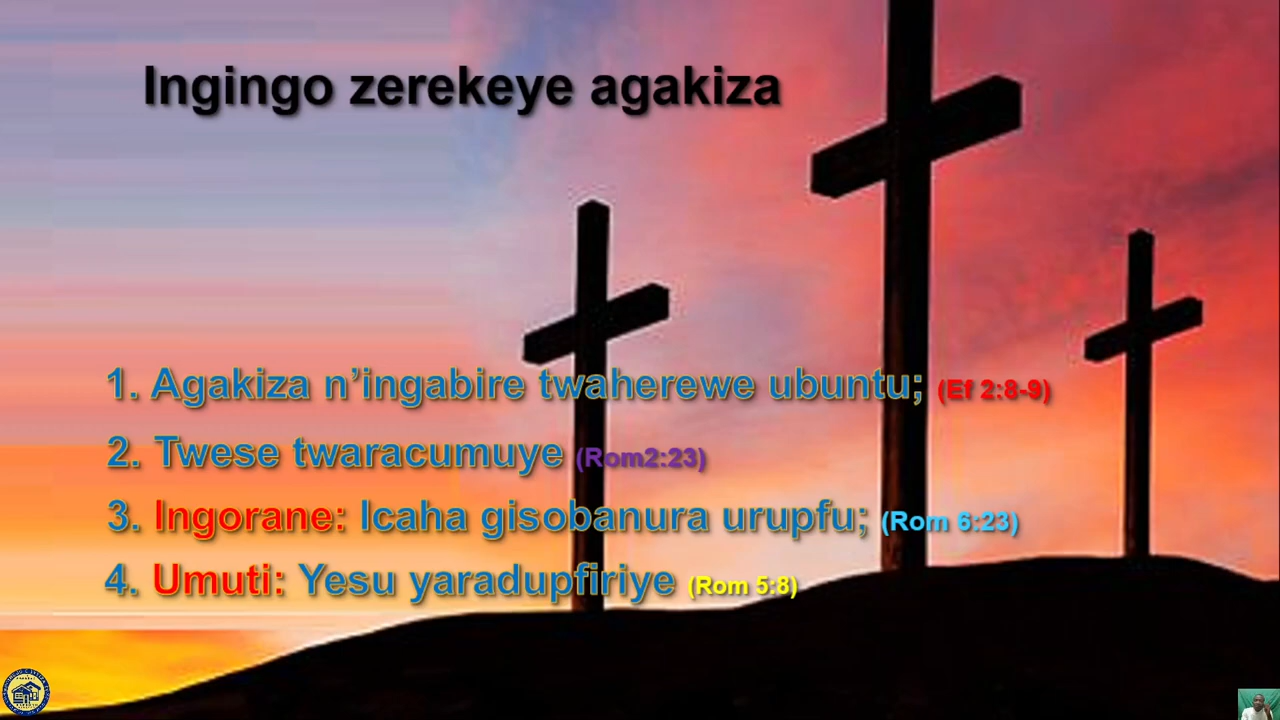 Ingingo zerekeye agakiza
1. Agakiza n’ingabire twaherewe ubuntu; (Ef 2:8-9)
2. Twese twaracumuye (Rom2:23)
3. Ingorane: Icaha gisobanura urupfu; (Rom 6:23)
4. Umuti: Yesu yaradupfiriye (Rom 5:8)